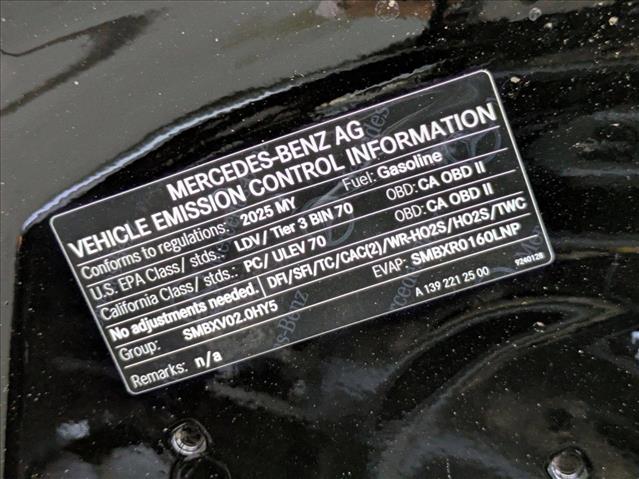 MERCEDES-BENZ AG
VEHICLE EMISSION CONTROL INFORMATION
Conforms to regulations: 2025 MY Fuel: Gasoline
U.S. EPA Class/ stds.: LDV/ Tier 3 BIN 70 OBD: CA OBD II
California Class/ stds.: PC/ ULEV 70 OBD: CA OBD II
No adjustments needed. DFI/SFI/TC/CAC(2)/WR-HO2S/HO2S/TWC
Group: SMBXV02.0HY5 EVAP: SMBXR0160LNP
Remarks: n/a A 139 221 25 00 9240128